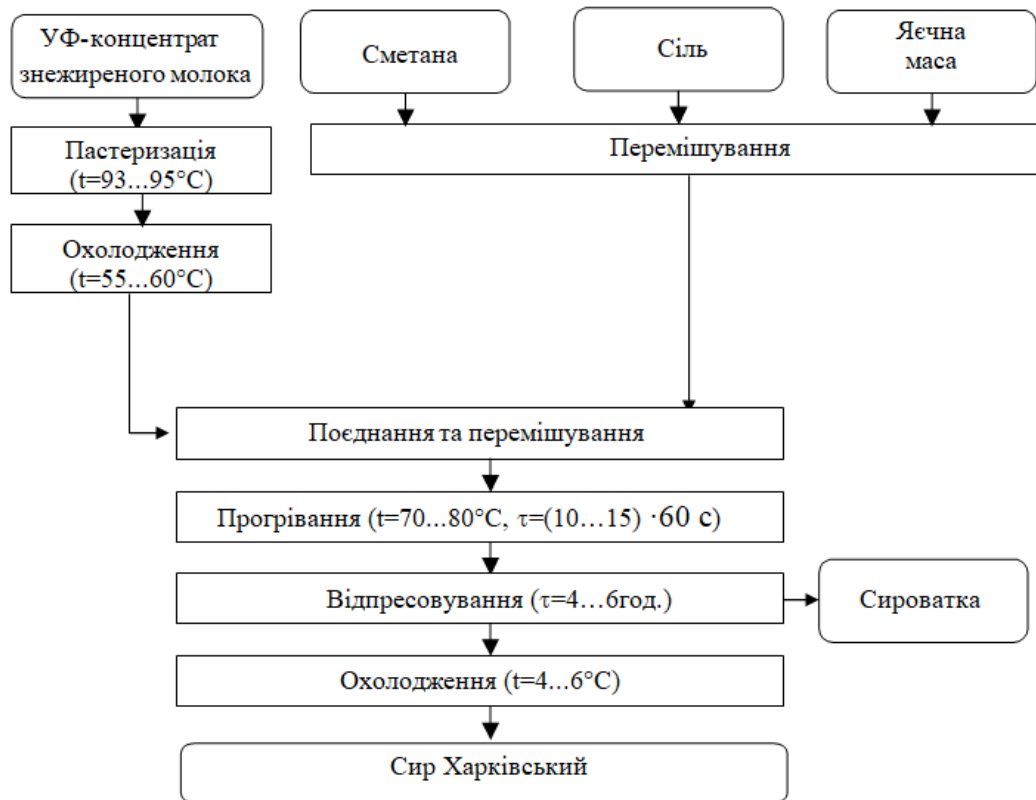 УФ-концентрат
знежиреного молока
Сметана
Сіль
Яєчна
маса
Пастеризація
(t=93...95°C)
Перемішування
Охолодження
(t=55...60°C)
Поєднання та перемішування
Прогрівання (t=70...80°C, τ=(10...15) ·60 с)
Відпресовування (τ=4...6год.)
Сироватка
Охолодження (t=4...6°C)
Сир Харківський